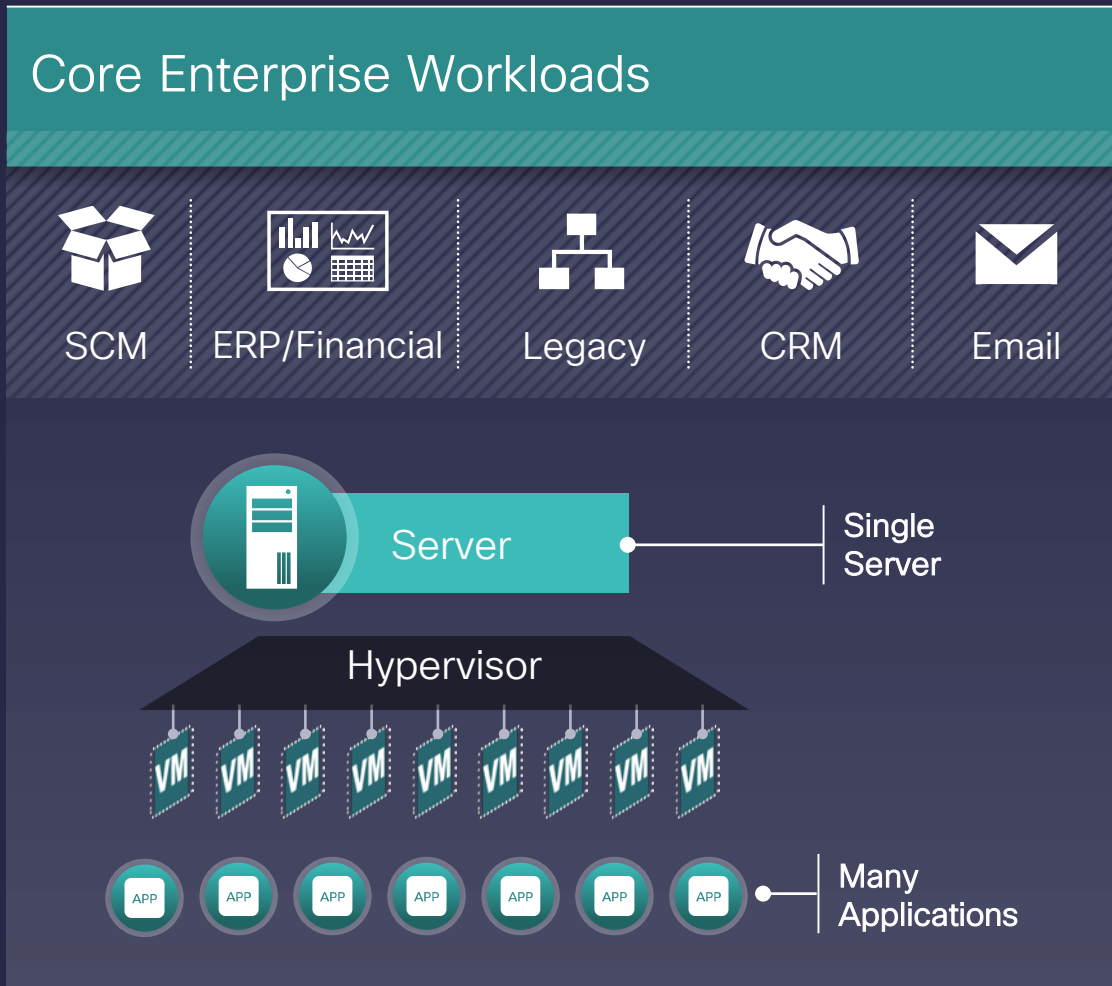 Core Enterprise Workloads
SCM
ERP/Financial
Legacy
CRM
Email
Server
Single
Server
Hypervisor
VM VM VM VM VM VM VM VM VM
APP APP APP APP APP APP APP
Many
Applications